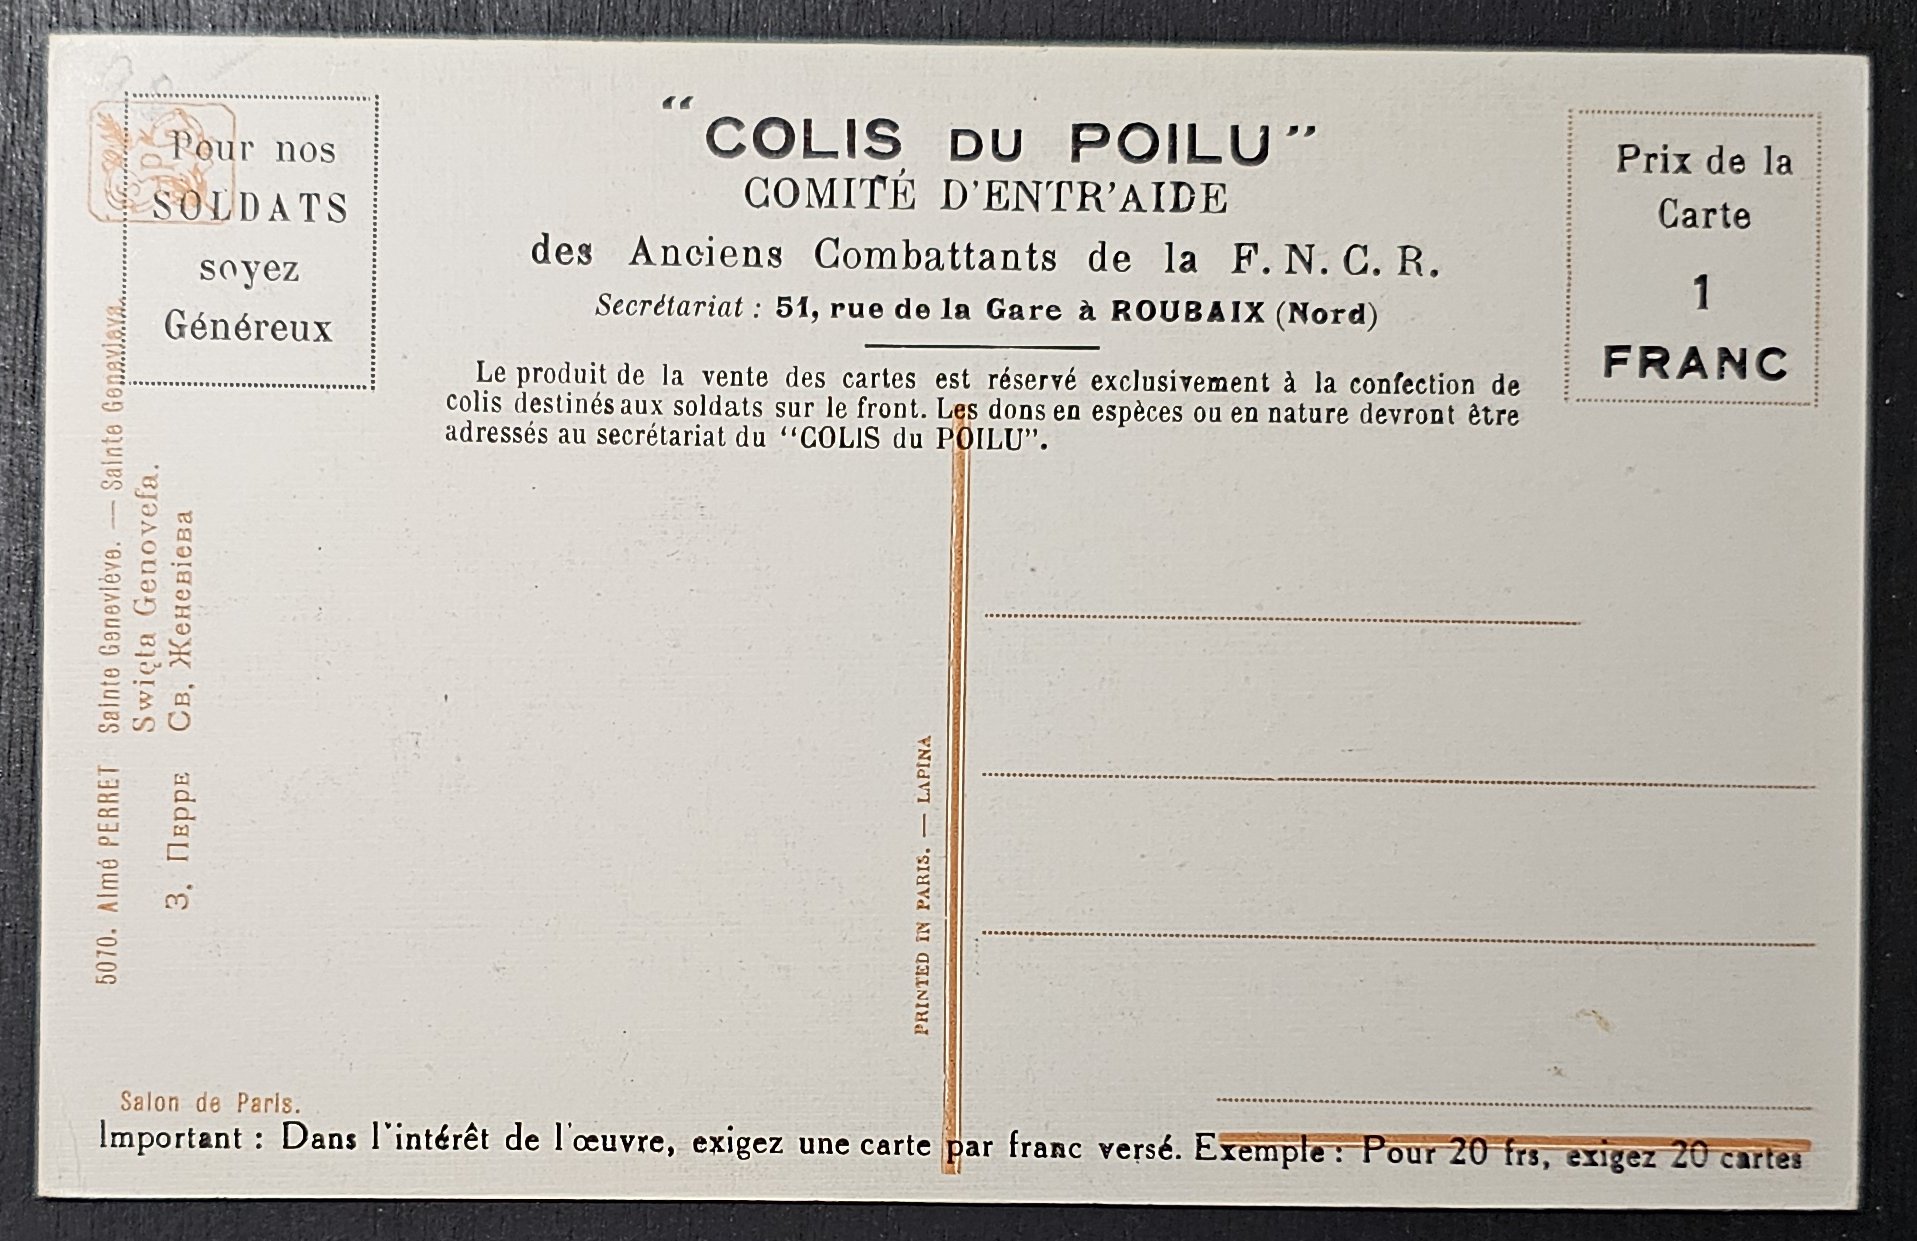 Pour nos
SOLDATS
soyez
Généreux
“COLIS DU POILU”
COMITÉ D'ENTR'AIDE
des Anciens Combattants de la F. N. C. R.
Secrétariat : 51, rue de la Gare à ROUBAIX (Nord)
Le produit de la vente des cartes est réservé exclusivement à la confection de
colis destinés aux soldats sur le front. Les dons en espèces ou en nature devront être
adressés au secrétariat du “COLIS du POILU”.
Prix de la
Carte
1
FRANC
5070. Aimé PERRET Sainte Geneviève. — Sainte Genevieva.
Swięta Genovefa.
З. Перре Св. Женевіева
PRINTED IN PARIS. — LAPINA
Salon de Paris.
Important : Dans l'intérêt de l'œuvre, exigez une carte par franc versé. Exemple : Pour 20 frs, exigez 20 cartes